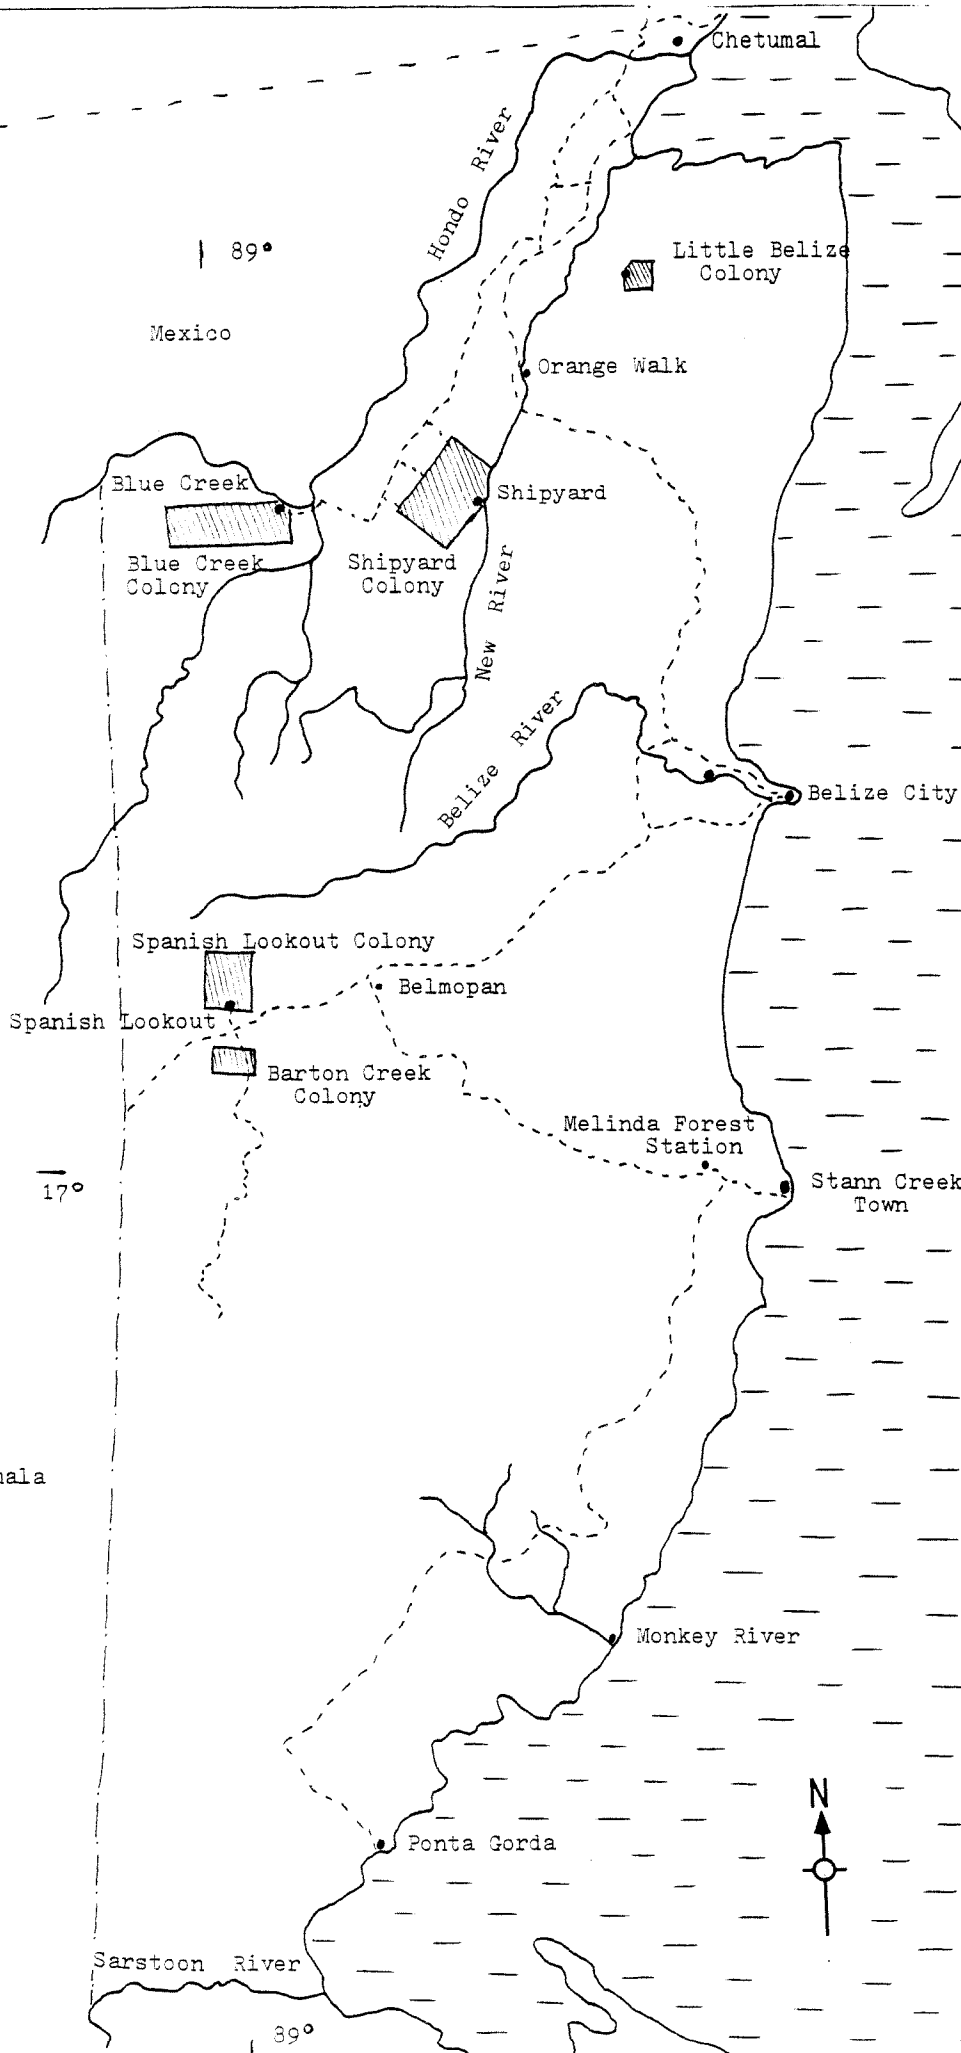 Chetumal
Hondo River
89°
Little Belize
Colony
Mexico
Orange Walk
Blue Creek
Shipyard
Blue Creek
Colony
Shipyard
Colony
New River
Belize River
Belize City
Spanish Lookout Colony
Belmopan
Spanish Lookout
Barton Creek
Colony
Melinda Forest
Station
17°
Stann Creek
Town
mala
Monkey River
N
Ponta Gorda
Sarstoon River
89°